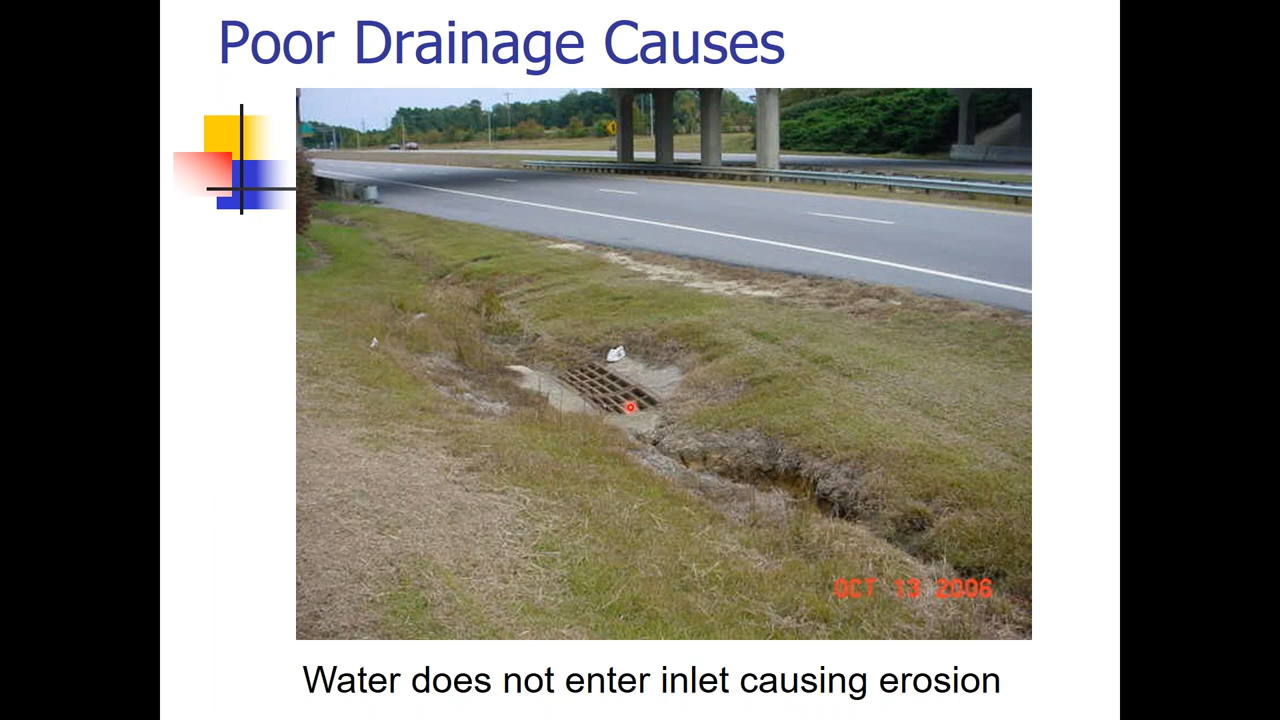 Poor Drainage Causes
OCT 13 2006
Water does not enter inlet causing erosion